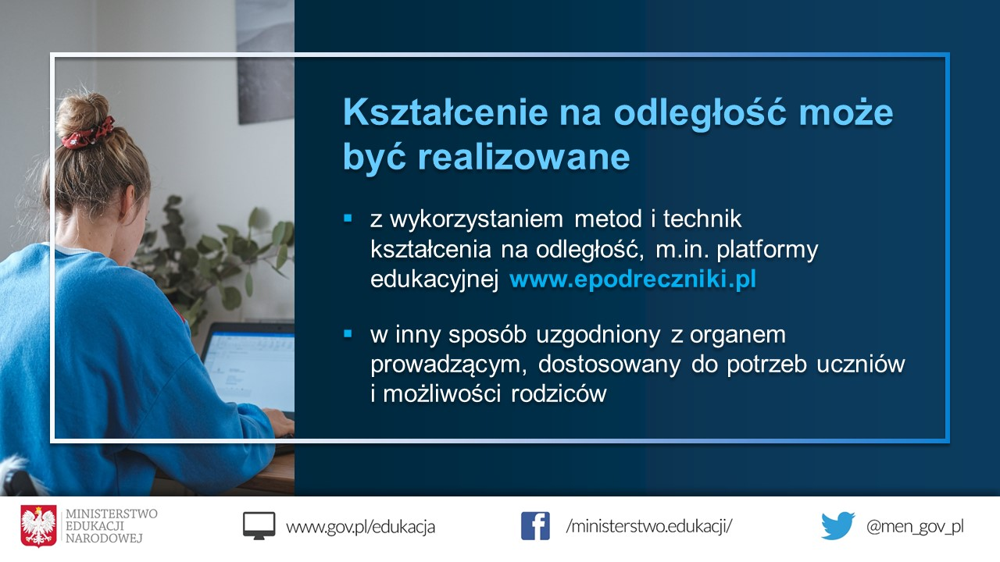 Kształcenie na odległość może
być realizowane
▪ z wykorzystaniem metod i technik
kształcenia na odległość, m.in. platformy
edukacyjnej www.epodreczniki.pl
▪ w inny sposób uzgodniony z organem
prowadzącym, dostosowany do potrzeb uczniów
i możliwości rodziców
MINISTERSTWO
EDUKACJI
NARODOWEJ
www.gov.pl/edukacja
/ministerstwo.edukacji/
@men_gov_pl